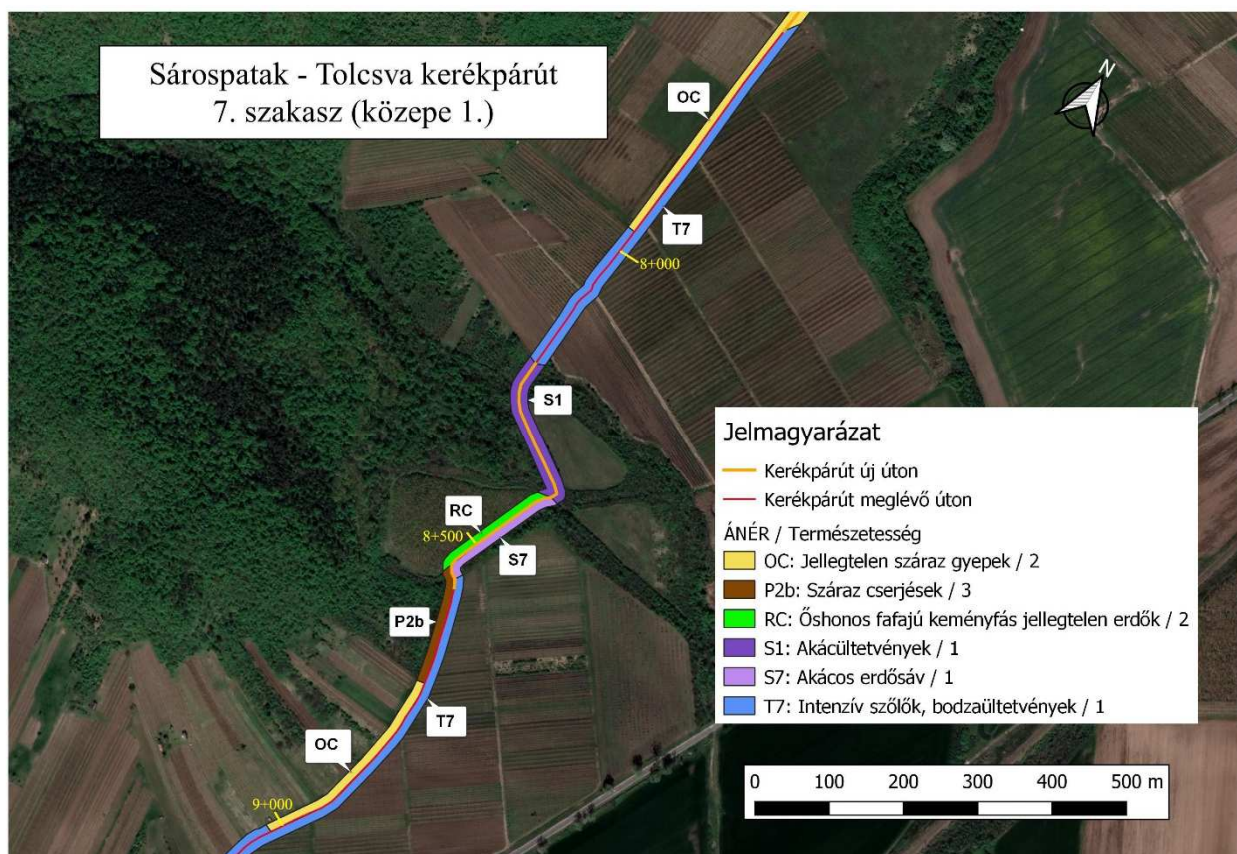 Sárospatak - Tolcsva kerékpárút
7. szakasz (közepe 1.)
N
OC
T7
8+000
S1
RC
8+500
S7
P2b
T7
OC
9+000
Jelmagyarázat
Kerékpárút új úton
Kerékpárút meglévő úton
ÁNÉR / Természetesség
OC: Jellegtelen száraz gyepek / 2
P2b: Száraz cserjések / 3
RC: Őshonos fafajú keményfás jellegtelen erdők / 2
S1: Akácültetvények / 1
S7: Akácos erdősáv / 1
T7: Intenzív szőlők, bodzaültetvények / 1
0 100 200 300 400 500 m